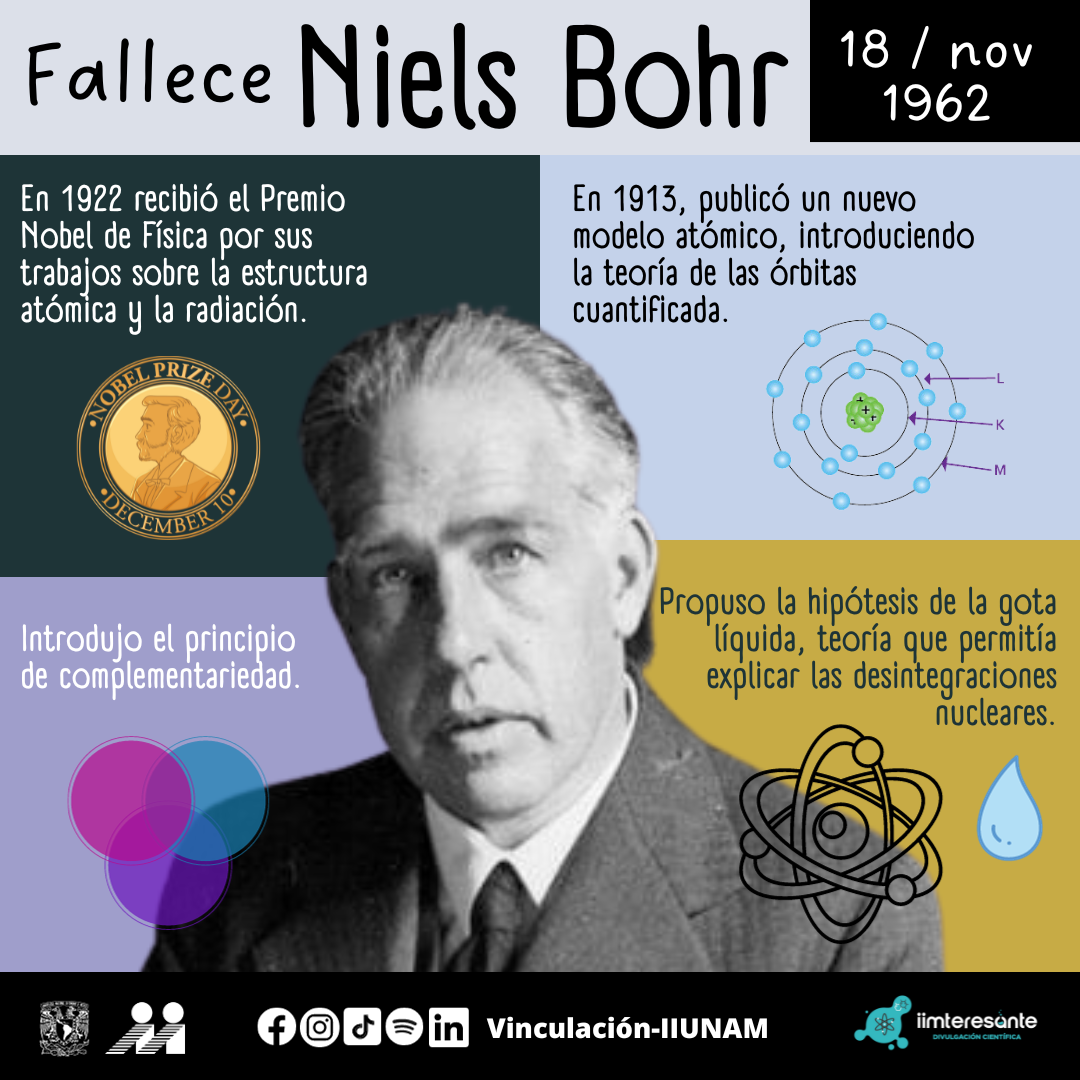 Fallece Niels Bohr
18 / nov
1962
En 1922 recibió el Premio
Nobel de Física por sus
trabajos sobre la estructura
atómica y la radiación.
NOBEL PRIZE DAY
DECEMBER 10
En 1913, publicó un nuevo
modelo atómico, introduciendo
la teoría de las órbitas
cuantificada.
L
K
M
Introdujo el principio
de complementariedad.
Propuso la hipótesis de la gota
líquida, teoría que permitía
explicar las desintegraciones
nucleares.
Vinculación-IIUNAM
iimteresánte
DIVULGACIÓN CIENTÍFICA